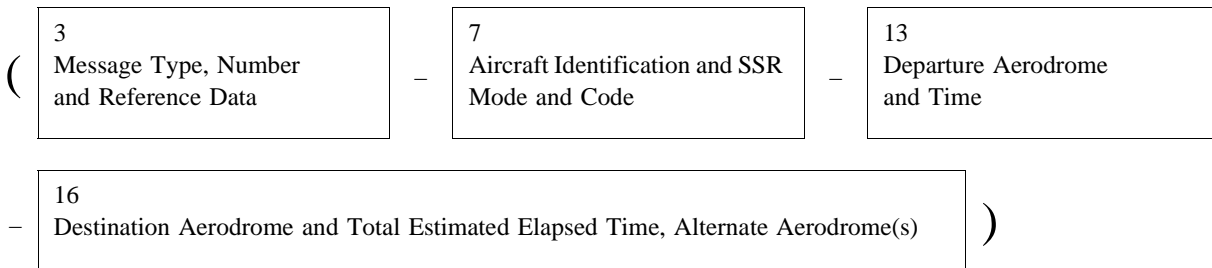 3
Message Type, Number
and Reference Data
7
Aircraft Identification and SSR
Mode and Code
13
Departure Aerodrome
and Time
( – –
16
Destination Aerodrome and Total Estimated Elapsed Time, Alternate Aerodrome(s)
– )